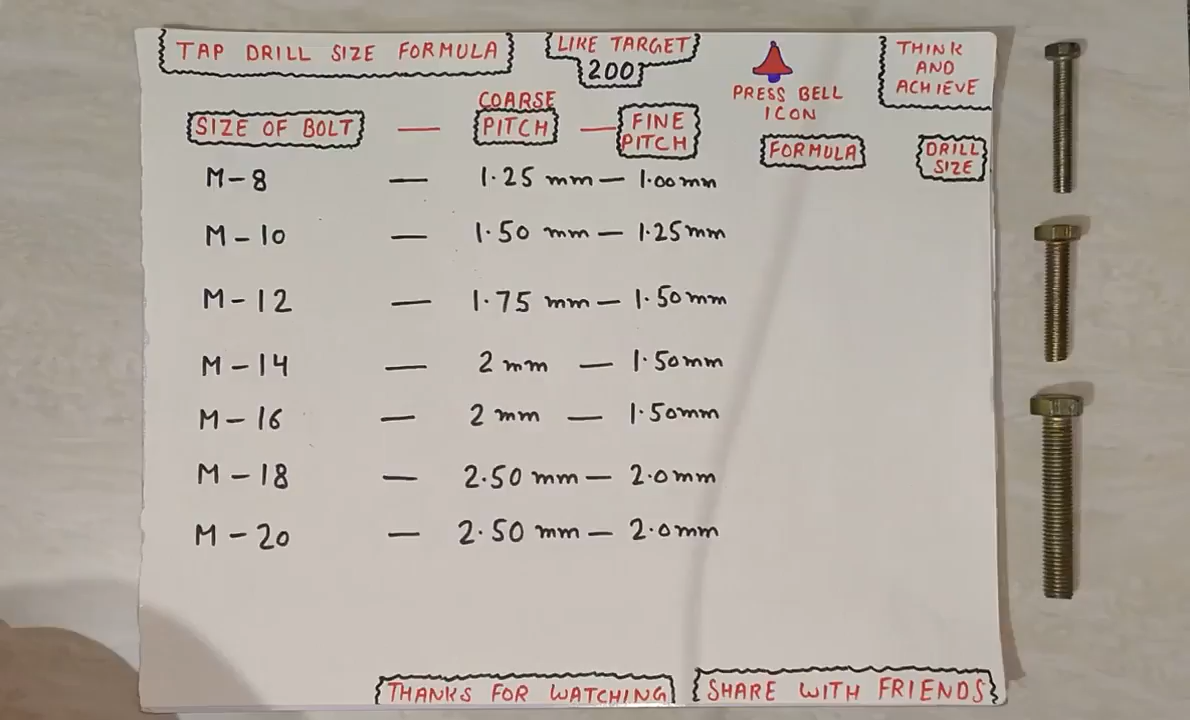 TAP DRILL SIZE FORMULA
LIKE TARGET
200
PRESS BELL
ICON
THINK
AND
ACHIEVE
SIZE OF BOLT — COARSE PITCH — FINE PITCH
FORMULA
DRILL
SIZE
M-8 — 1.25 mm — 1.00mm
M-10 — 1.50 mm — 1.25mm
M-12 — 1.75 mm — 1.50mm
M-14 — 2 mm — 1.50mm
M-16 — 2 mm — 1.50mm
M-18 — 2.50 mm — 2.0mm
M-20 — 2.50 mm — 2.0mm
THANKS FOR WATCHING
SHARE WITH FRIENDS